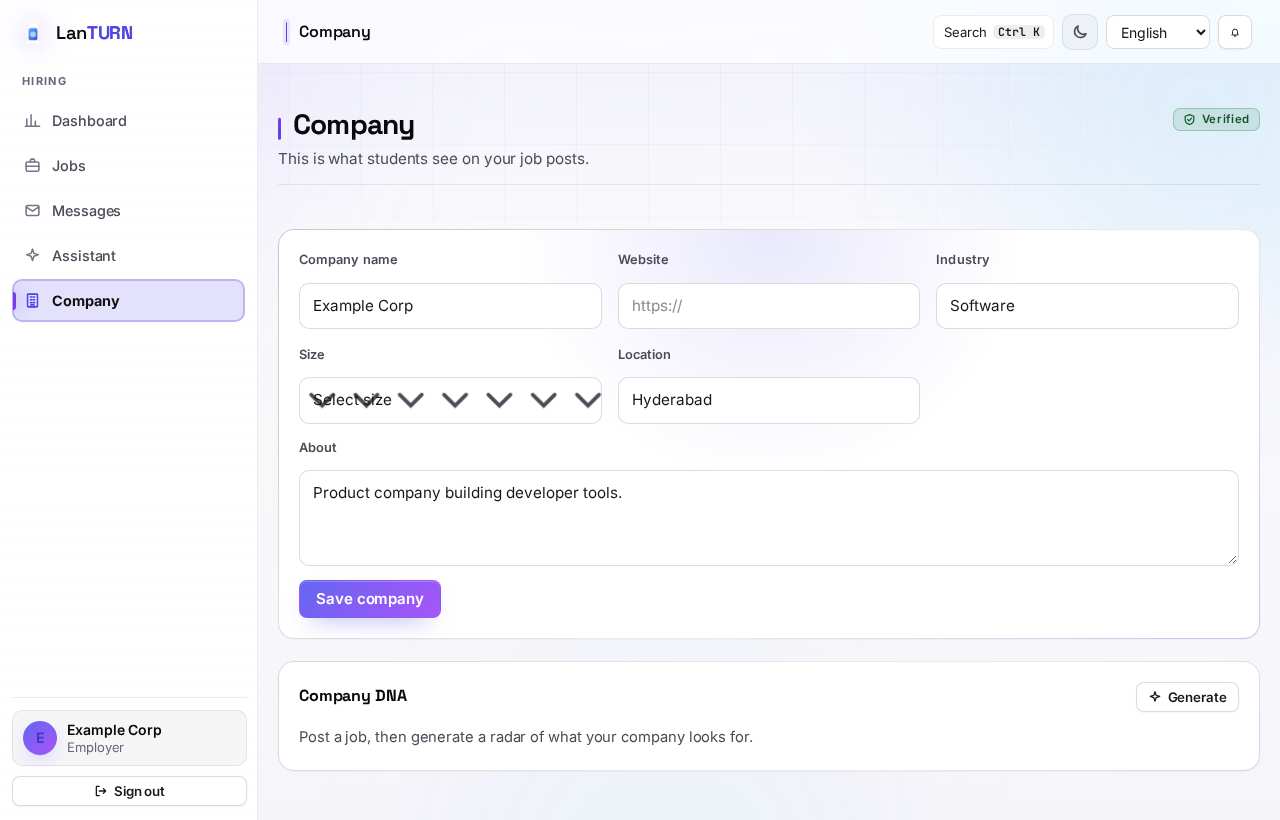 LanTURN
HIRING
Dashboard
Jobs
Messages
Assistant
Company
Example Corp
E
Employer
Sign out
Company
Search Ctrl K
English
Company
Verified
This is what students see on your job posts.
Company name
Website
Industry
Example Corp
https://
Software
Size
Location
Select size
Hyderabad
About
Product company building developer tools.
Save company
Company DNA
Generate
Post a job, then generate a radar of what your company looks for.